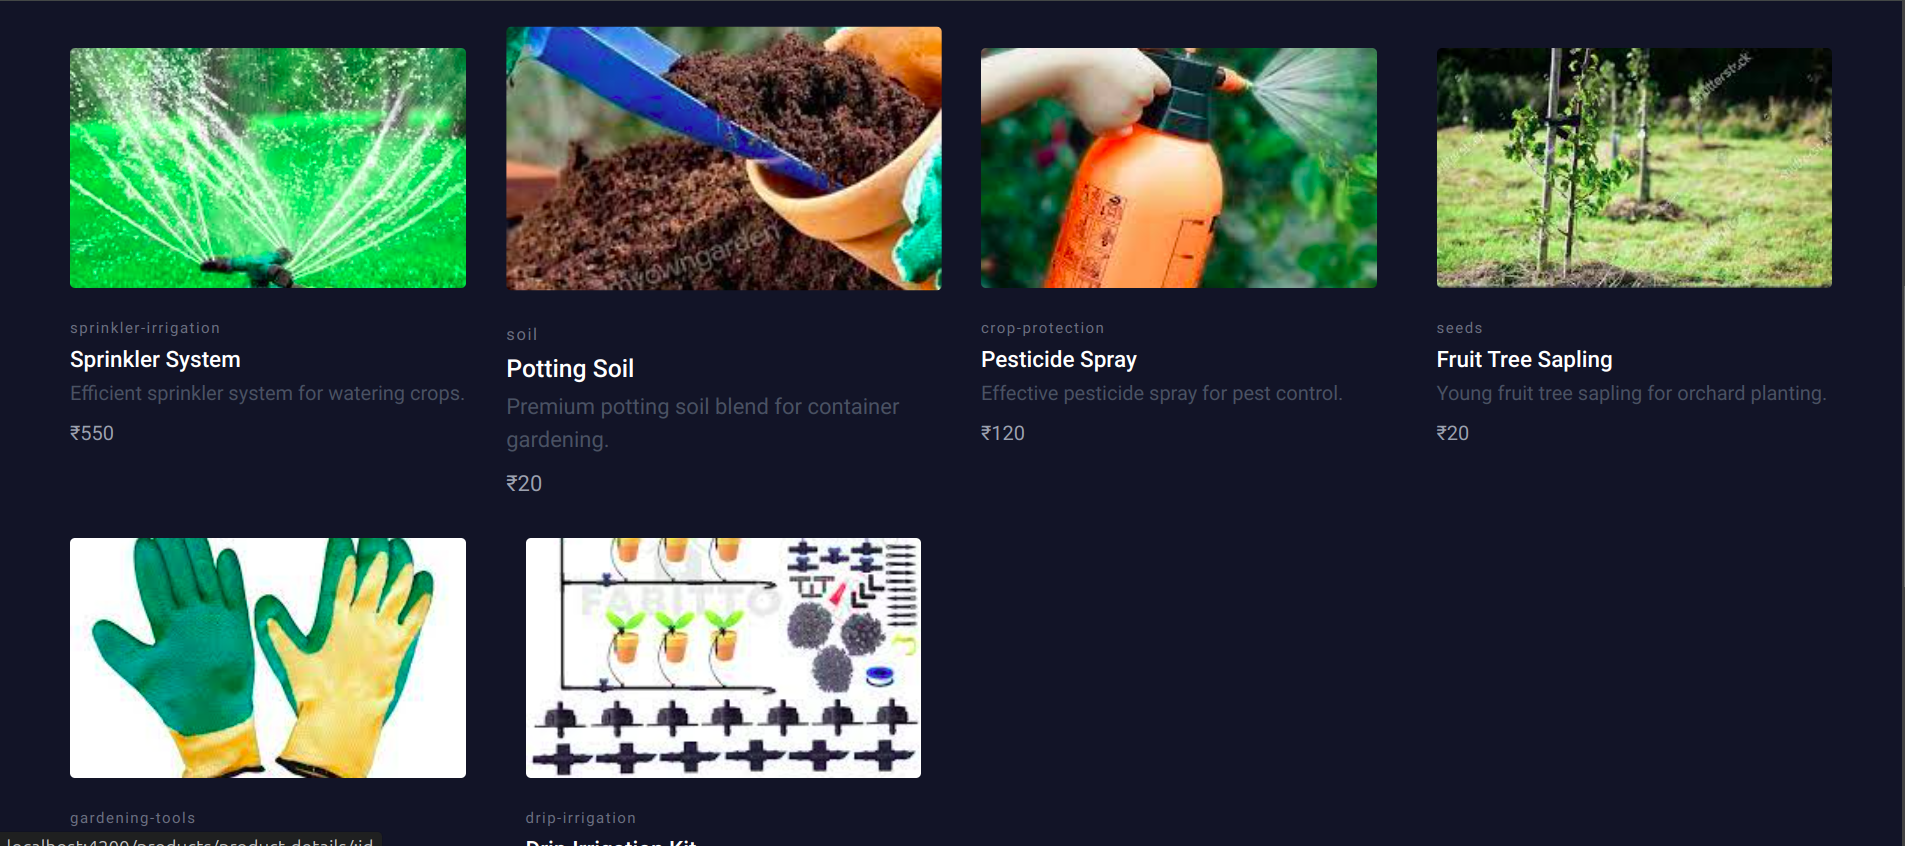 myowngarden
shutterstock
sprinkler-irrigation
Sprinkler System
Efficient sprinkler system for watering crops.
₹550
soil
Potting Soil
Premium potting soil blend for container
gardening.
₹20
crop-protection
Pesticide Spray
Effective pesticide spray for pest control.
₹120
seeds
Fruit Tree Sapling
Young fruit tree sapling for orchard planting.
₹20
FABITTO
gardening-tools
drip-irrigation
Drip Irrigation Kit
localhost:4200/products/product-details/:id